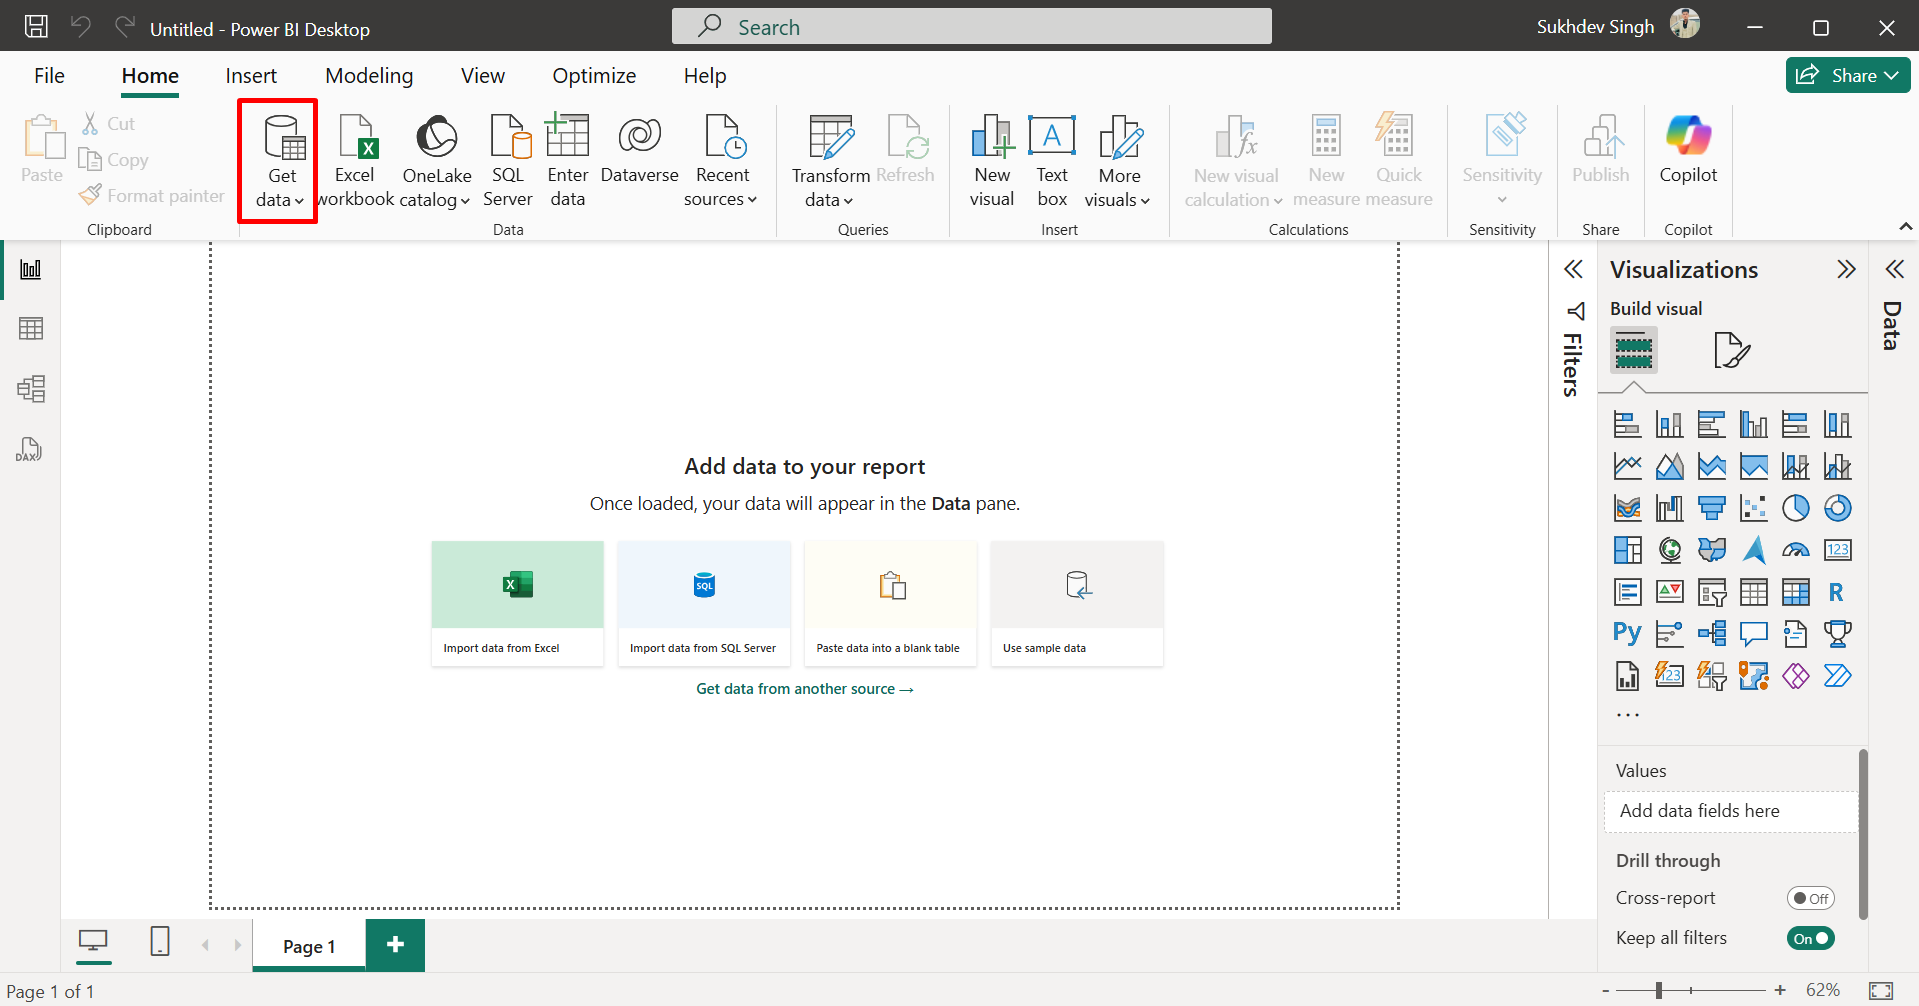 Untitled - Power BI Desktop
Search
Sukhdev Singh
File
Home
Insert
Modeling
View
Optimize
Help
Share
Paste
Cut
Copy
Format painter
Clipboard
Get
data
Excel
workbook
OneLake
catalog
SQL
Server
Enter
data
Dataverse
Recent
sources
Data
Transform
data
Refresh
Queries
New
visual
A
Text
box
More
visuals
Insert
fx
New visual
calculation
New
measure
Quick
measure
Calculations
Sensitivity
Sensitivity
Publish
Share
Copilot
Copilot
DAX
Add data to your report
Once loaded, your data will appear in the Data pane.
SQL
Import data from Excel
Import data from SQL Server
Paste data into a blank table
Use sample data
Get data from another source →
Filters
Visualizations
Build visual
123
R
Py
123
...
Values
Add data fields here
Drill through
Cross-report
Off
Keep all filters
On
Data
Page 1
+
Page 1 of 1
- + 62%